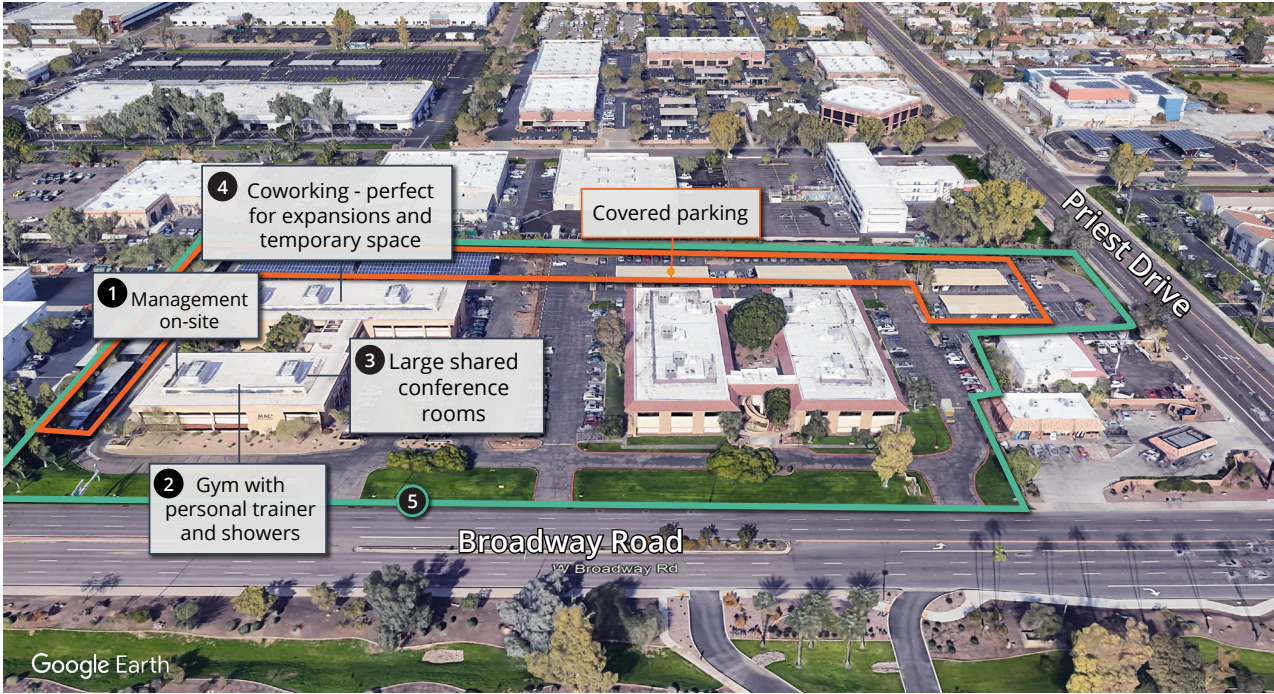 4 Coworking - perfect
for expansions and
temporary space
Covered parking
Priest Drive
1 Management
on-site
3 Large shared
conference
rooms
2 Gym with
personal trainer
and showers
5
Broadway Road
W Broadway Rd
Google Earth